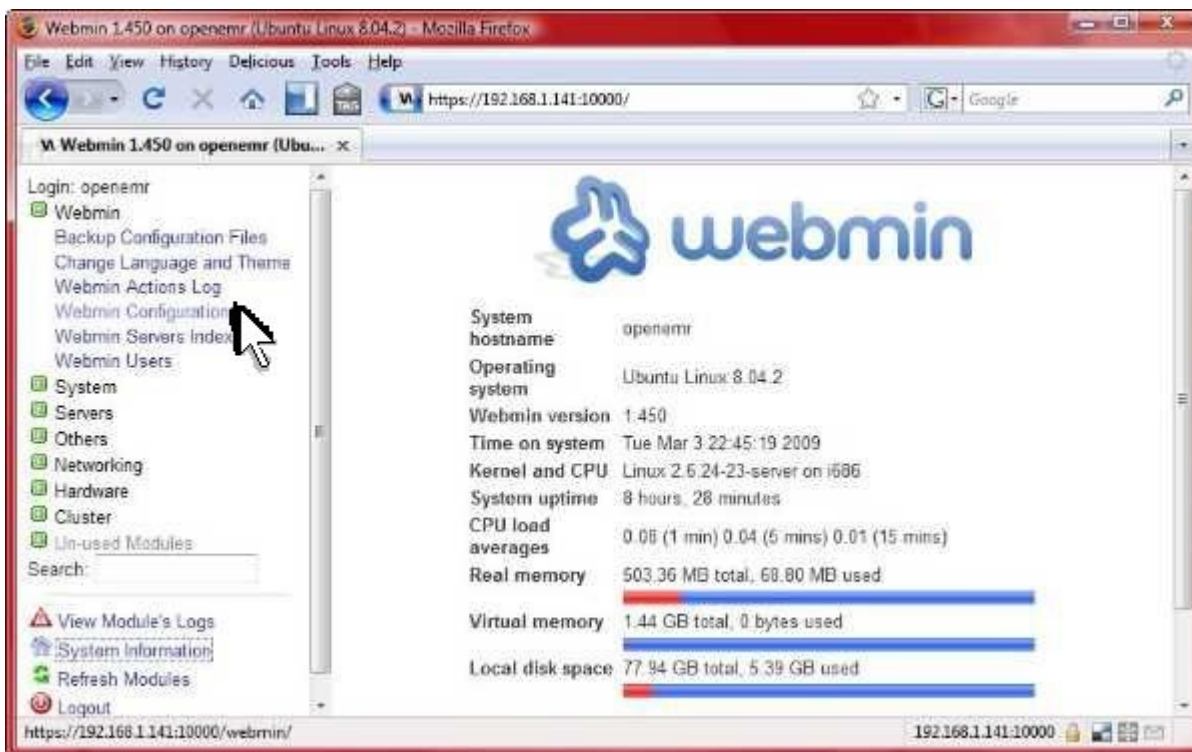 Webmin 1.450 on openemr (Ubuntu Linux 8.04.2) - Mozilla Firefox
File Edit View History Delicious Tools Help
https://192.168.1.141:10000/
Google
Webmin 1.450 on openemr (Ubu...
Login: openemr
Webmin
Backup Configuration Files
Change Language and Theme
Webmin Actions Log
Webmin Configuration
Webmin Servers Index
Webmin Users
System
Servers
Others
Networking
Hardware
Cluster
Un-used Modules
Search:
View Module's Logs
System Information
Refresh Modules
Logout
webmin
System hostname openemr
Operating system Ubuntu Linux 8.04.2
Webmin version 1.450
Time on system Tue Mar 3 22:45:19 2009
Kernel and CPU Linux 2.6.24-23-server on i686
System uptime 8 hours, 28 minutes
CPU load averages (1 min) 0.04 (5 mins) 0.01 (15 mins)
Real memory 503.36 MB total, 68.80 MB used
Virtual memory 1.44 GB total, 0 bytes used
Local disk space 77.94 GB total, 5.39 GB used
https://192.168.1.141:10000/webmin/
192.168.1.141:10000